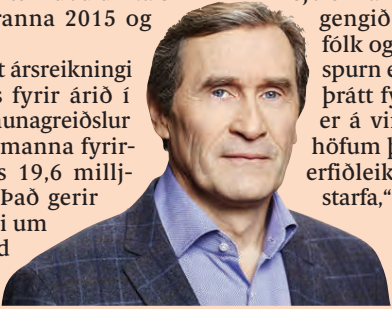 ranna 2015 og
t ársreikningi
s fyrir árið í
unagreiðslur
manna fyrir-
s 19,6 millj-
Það gerir
i um
d
gengið
fólk og
spurn
þrátt fy
er á vi
höfum þ
erfiðleik
starfa,“